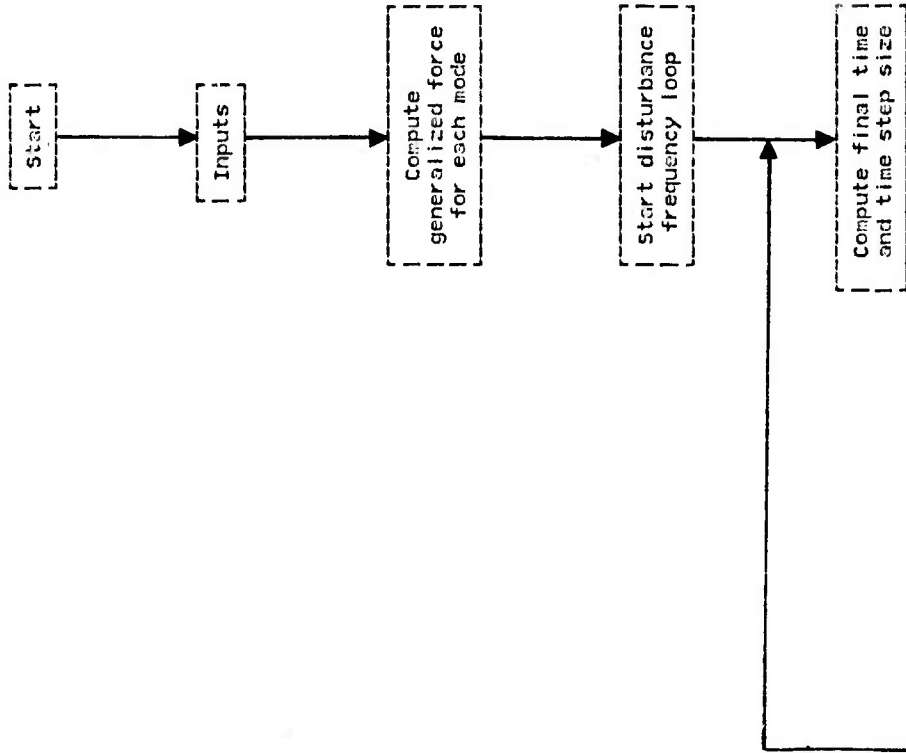 Start
Inputs
Compute
generalized force
for each mode
Start disturbance
frequency loop
Compute final time
and time step size